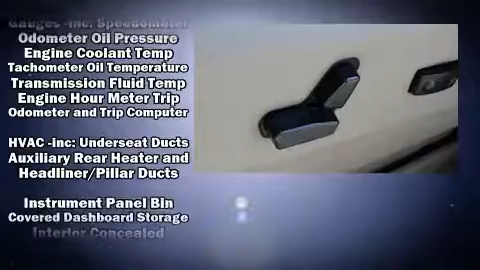 Gauges -inc: Speedometer
Odometer Oil Pressure
Engine Coolant Temp
Tachometer Oil Temperature
Transmission Fluid Temp
Engine Hour Meter Trip
Odometer and Trip Computer
HVAC -inc: Underseat Ducts
Auxiliary Rear Heater and
Headliner/Pillar Ducts
Instrument Panel Bin
Covered Dashboard Storage
Interior Concealed